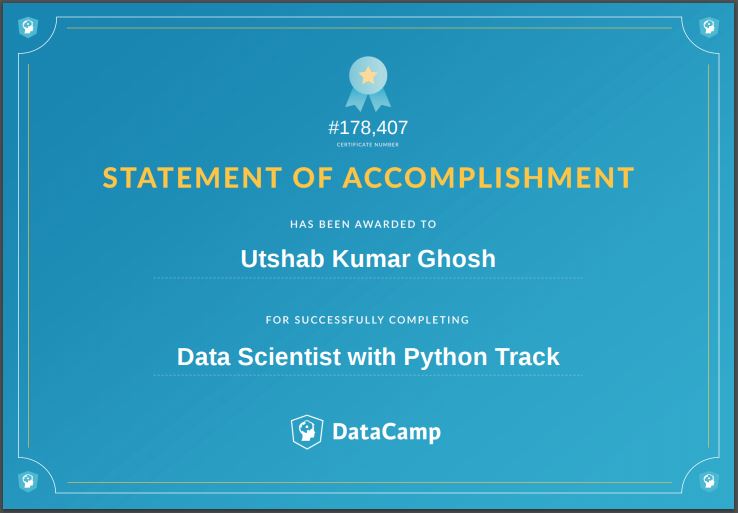 #178,407
CERTIFICATE NUMBER
STATEMENT OF ACCOMPLISHMENT
HAS BEEN AWARDED TO
Utshab Kumar Ghosh
FOR SUCCESSFULLY COMPLETING
Data Scientist with Python Track
DataCamp